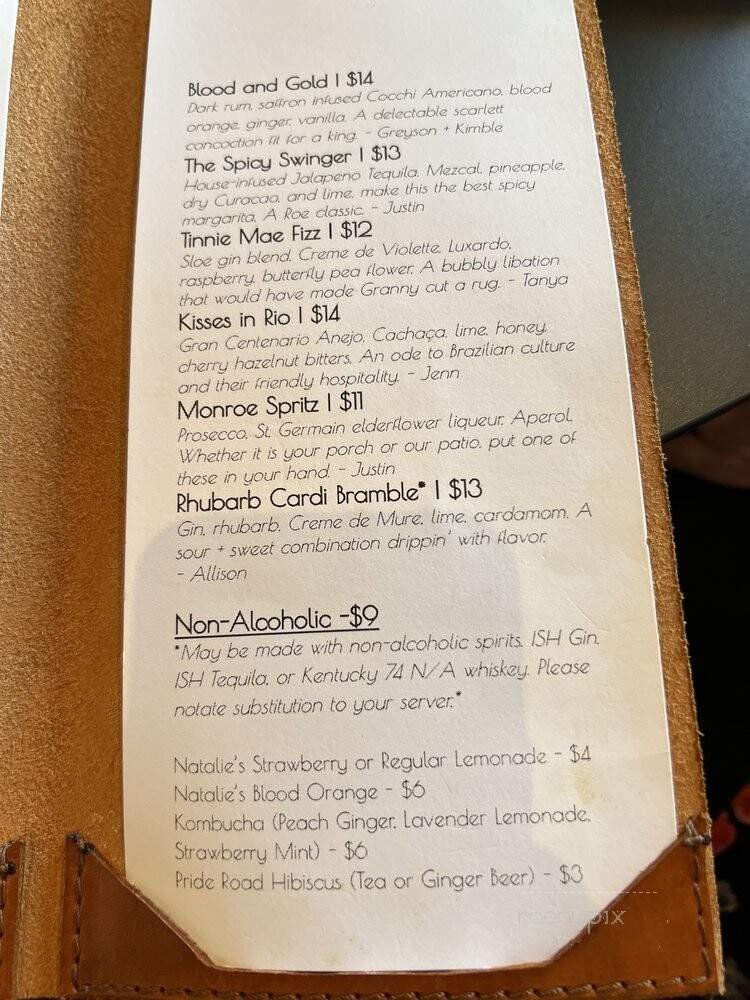 Blood and Gold | $14
Dark rum, saffron infused Cocchi Americano, blood
orange, ginger, vanilla. A delectable scarlett
concoction fit for a king. - Greyson + Kimble
The Spicy Swinger | $13
House-infused Jalapeno Tequila, Mezcal, pineapple,
dry Curacao, and lime, make this the best spicy
margarita. A Roe classic. - Justin
Tinnie Mae Fizz | $12
Sloe gin blend, Creme de Violette, Luxardo,
raspberry, butterfly pea flower. A bubbly libation
that would have made Granny cut a rug. - Tanya
Kisses in Rio | $14
Gran Centenario Anejo, Cachaça, lime, honey,
cherry hazelnut bitters. An ode to Brazilian culture
and their friendly hospitality. - Jenn
Monroe Spritz | $11
Prosecco, St. Germain elderflower liqueur, Aperol.
Whether it is your porch or our patio, put one of
these in your hand. - Justin
Rhubarb Cardi Bramble* | $13
Gin, rhubarb, Creme de Mure, lime, cardamom. A
sour + sweet combination drippin' with flavor.
- Allison
Non-Alcoholic -$9
*May be made with non-alcoholic spirits. ISH Gin,
ISH Tequila, or Kentucky 74 N/A whiskey. Please
notate substitution to your server.*
Natalie's Strawberry or Regular Lemonade - $4
Natalie's Blood Orange - $6
Kombucha (Peach Ginger, Lavender Lemonade,
Strawberry Mint) - $6
Pride Road Hibiscus (Tea or Ginger Beer) - $3